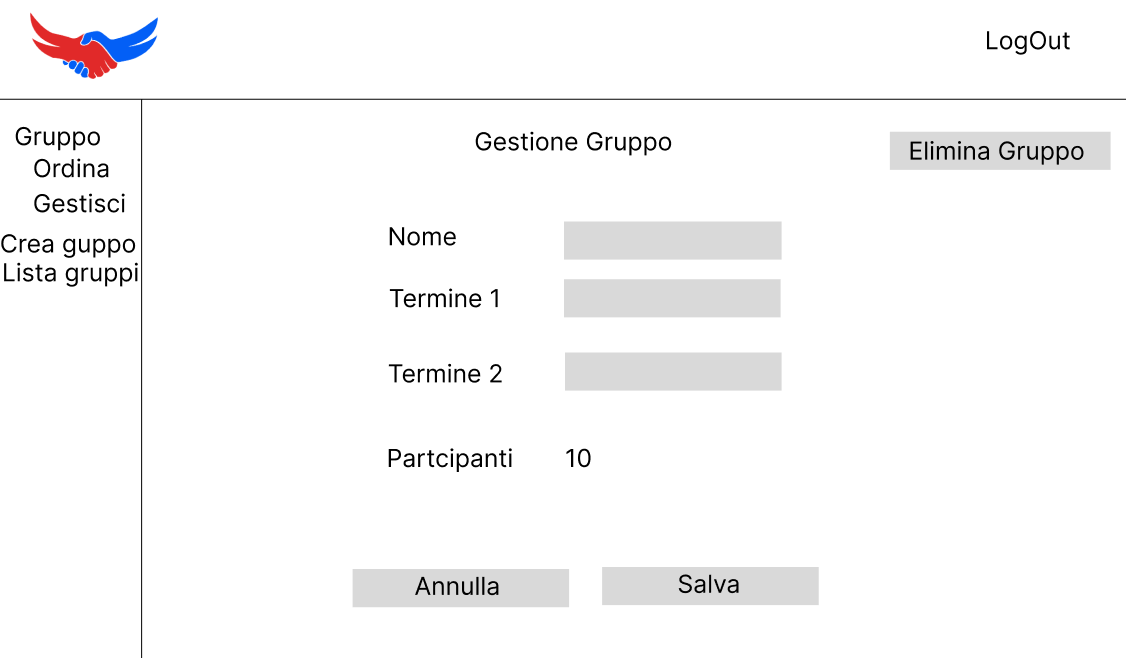 LogOut
Gruppo
Ordina
Gestisci
Crea guppo
Lista gruppi
Gestione Gruppo
Elimina Gruppo
Nome
Termine 1
Termine 2
Partcipanti 10
Annulla
Salva